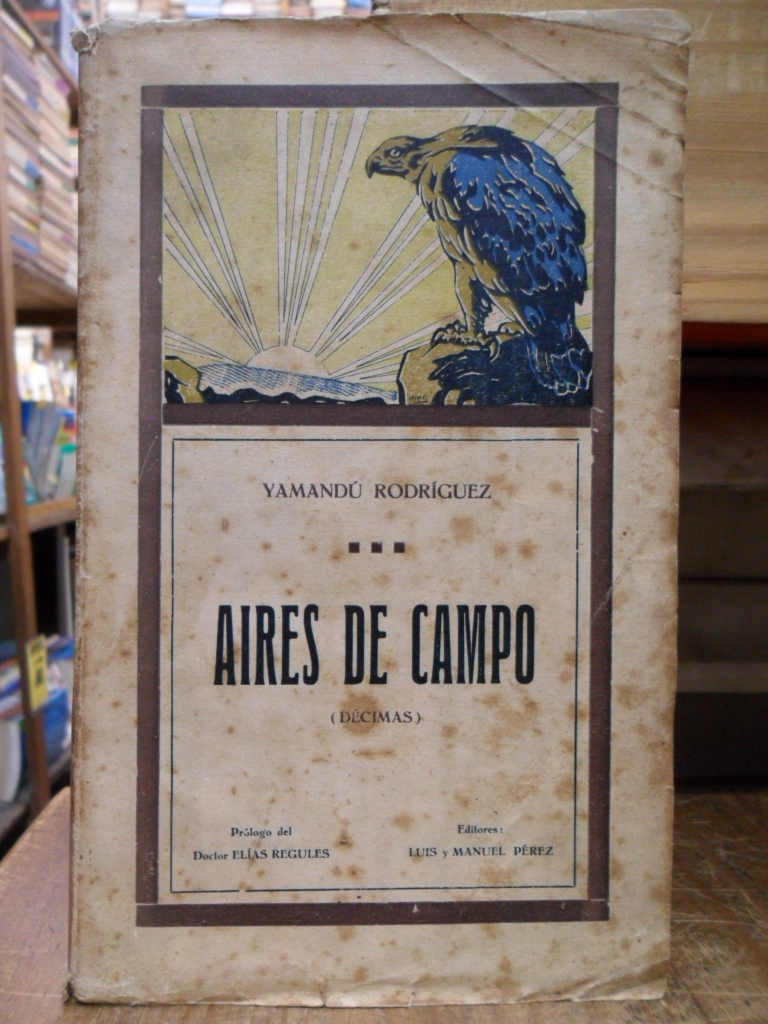 YAMANDÚ RODRÍGUEZ
AIRES DE CAMPO
(DÉCIMAS)
Prólogo del
Doctor ELÍAS REGULES
Editores:
LUIS y MANUEL PÉREZ